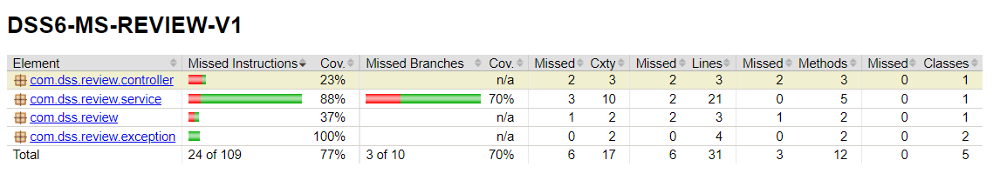 DSS6-MS-REVIEW-V1
Element Missed Instructions Cov. Missed Branches Cov. Missed Cxty Missed Lines Missed Methods Missed Classes
com.dss.review.controller 23% n/a 2 3 2 3 2 3 0 1
com.dss.review.service 88% 70% 3 10 2 21 0 5 0 1
com.dss.review 37% n/a 1 2 2 3 1 2 0 1
com.dss.review.exception 100% n/a 0 2 0 4 0 2 0 2
Total 24 of 109 77% 3 of 10 70% 6 17 6 31 3 12 0 5